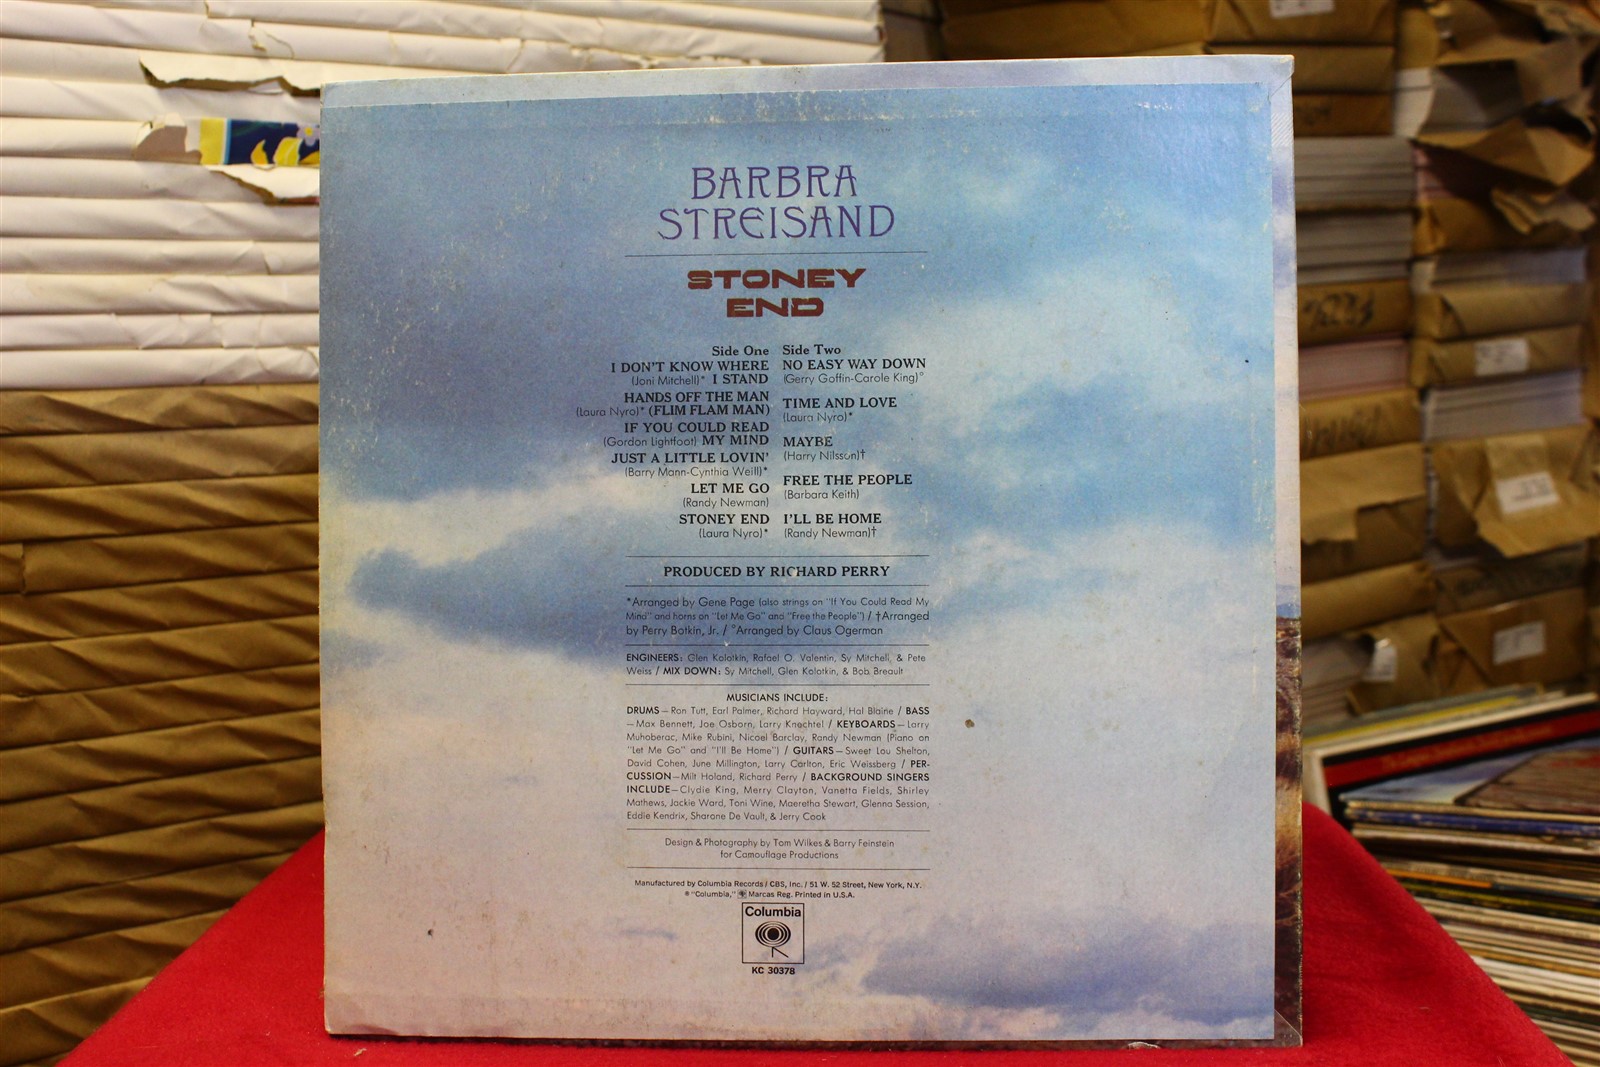 BARBRA
STREISAND
STONEY
END
Side One
I DON'T KNOW WHERE
(Joni Mitchell)* I STAND
HANDS OFF THE MAN
(Laura Nyro)* (FLIM FLAM MAN)
IF YOU COULD READ
(Gordon Lightfoot) MY MIND
JUST A LITTLE LOVIN'
(Barry Mann-Cynthia Weill)*
LET ME GO
(Randy Newman)
STONEY END
(Laura Nyro)*
Side Two
NO EASY WAY DOWN
(Gerry Goffin-Carole King)°
TIME AND LOVE
(Laura Nyro)*
MAYBE
(Harry Nilsson)†
FREE THE PEOPLE
(Barbara Keith)
I'LL BE HOME
(Randy Newman)†
PRODUCED BY RICHARD PERRY
*Arranged by Gene Page (also strings on "If You Could Read My
Mind" and horns on "Let Me Go" and "Free the People") / †Arranged
by Perry Botkin, Jr. / °Arranged by Claus Ogerman
ENGINEERS: Glen Kolotkin, Rafael O. Valentin, Sy Mitchell, & Pete
Weiss / MIX DOWN: Sy Mitchell, Glen Kolotkin, & Bob Breault
MUSICIANS INCLUDE:
DRUMS—Ron Tutt, Earl Palmer, Richard Hayward, Hal Blaine / BASS
—Max Bennett, Joe Osborn, Larry Knechtel / KEYBOARDS—Larry
Muhoberac, Mike Rubini, Nicoel Barclay, Randy Newman (Piano on
"Let Me Go" and "I'll Be Home") / GUITARS—Sweet Lou Shelton,
David Cohen, June Millington, Larry Carlton, Eric Weissberg / PER-
CUSSION—Milt Holand, Richard Perry / BACKGROUND SINGERS
INCLUDE—Clydie King, Merry Clayton, Vanetta Fields, Shirley
Mathews, Jackie Ward, Toni Wine, Maeretha Stewart, Glenna Session,
Eddie Kendrix, Sharane De Vault, & Jerry Cook
Design & Photography by Tom Wilkes & Barry Feinstein
for Camouflage Productions
Manufactured by Columbia Records / CBS, Inc. / 51 W. 52 Street, New York, N.Y.
® "Columbia," Marcas Reg. Printed in U.S.A.
Columbia
KC 30378